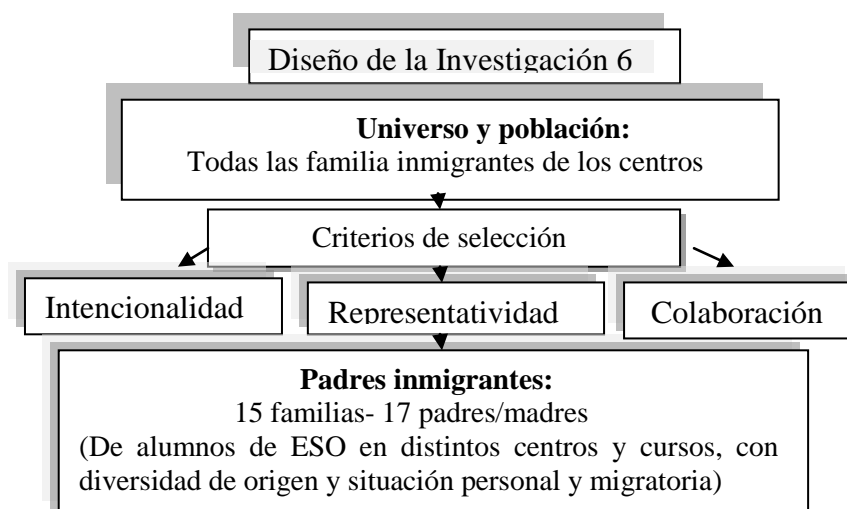 Diseño de la Investigación 6
Universo y población:
Todas las familia inmigrantes de los centros
Criterios de selección
Intencionalidad
Representatividad
Colaboración
Padres inmigrantes:
15 familias- 17 padres/madres
(De alumnos de ESO en distintos centros y cursos, con
diversidad de origen y situación personal y migratoria)